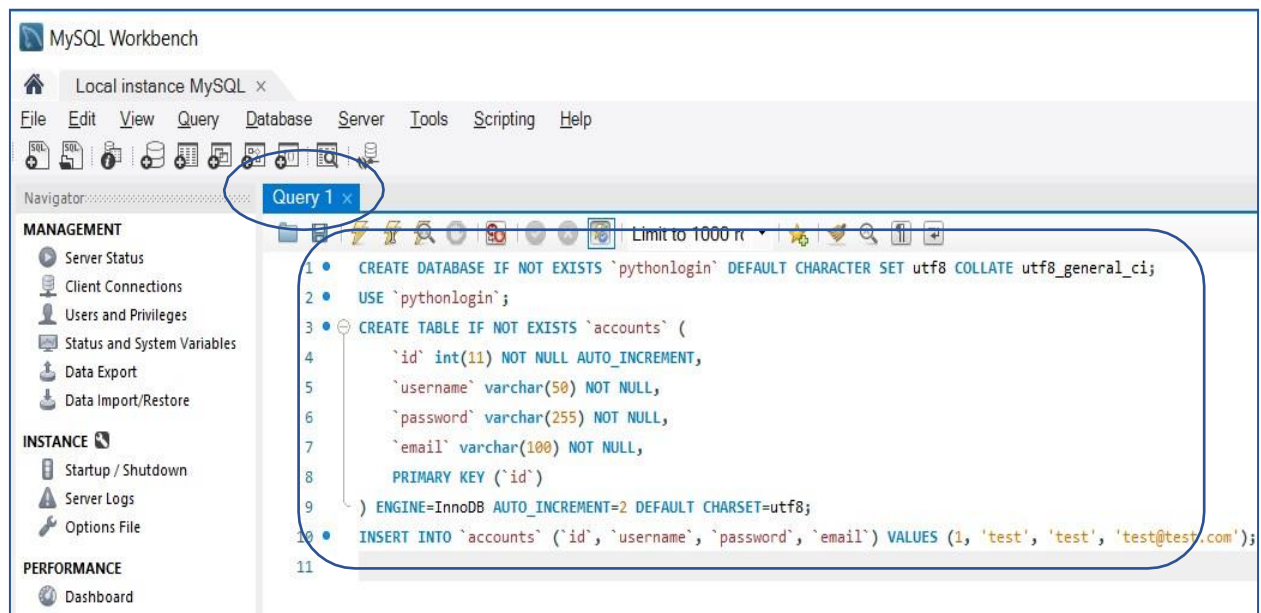 MySQL Workbench
Local instance MySQL ×
File Edit View Query Database Server Tools Scripting Help
Navigator
Query 1 ×
MANAGEMENT
Server Status
Client Connections
Users and Privileges
Status and System Variables
Data Export
Data Import/Restore
INSTANCE
Startup / Shutdown
Server Logs
Options File
PERFORMANCE
Dashboard
Limit to 1000
1 CREATE DATABASE IF NOT EXISTS `pythonlogin` DEFAULT CHARACTER SET utf8 COLLATE utf8_general_ci;
2 USE `pythonlogin`;
3 CREATE TABLE IF NOT EXISTS `accounts` (
4 `id` int(11) NOT NULL AUTO_INCREMENT,
5 `username` varchar(50) NOT NULL,
6 `password` varchar(255) NOT NULL,
7 `email` varchar(100) NOT NULL,
8 PRIMARY KEY (`id`)
9 ) ENGINE=InnoDB AUTO_INCREMENT=2 DEFAULT CHARSET=utf8;
10 INSERT INTO `accounts` (`id`, `username`, `password`, `email`) VALUES (1, 'test', 'test', 'test@test.com');
11